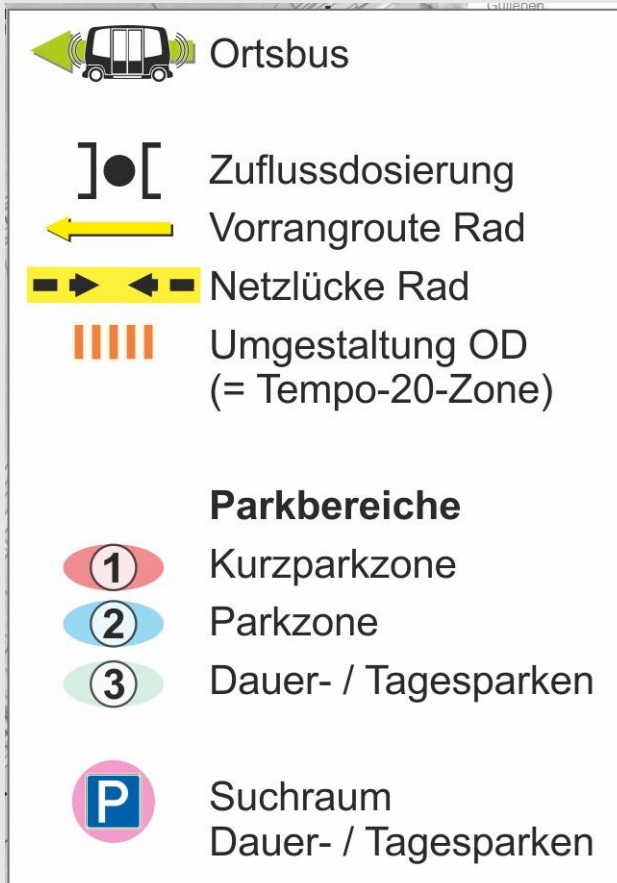 Gulleben
Ortsbus
Zuflussdosierung
Vorrangroute Rad
Netzlücke Rad
Umgestaltung OD
(= Tempo-20-Zone)
Parkbereiche
1 Kurzparkzone
2 Parkzone
3 Dauer- / Tagesparken
P Suchraum
Dauer- / Tagesparken